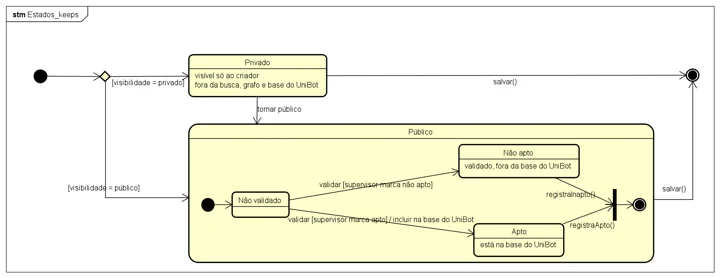 stm Estados_keeps
Privado
visível só ao criador
fora da busca, grafo e base do UniBot
[visibilidade = privado]
salvar()
tornar público
Público
Não apto
validado, fora da base do UniBot
[visibilidade = público]
validar [supervisor marca não apto]
registraInapto()
salvar()
Não validado
validar [supervisor marca apto] / incluir na base do UniBot
registraApto()
Apto
está na base do UniBot